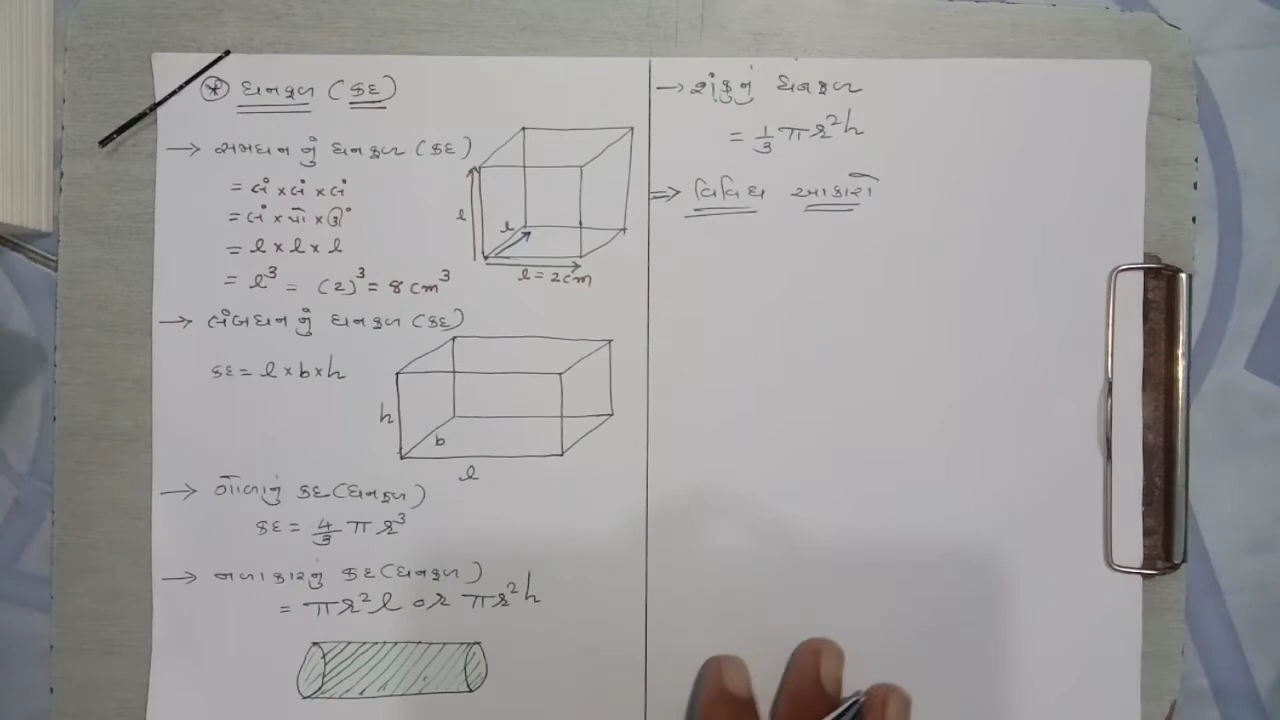 * ઘનફળ (કદ)
→ સમઘન નું ઘનફળ (કદ)
= લં × લં × લં
= લં × પો × ઊં
= l × l × l
= l³ = (2)³ = 8 cm³
l
l
l = 2cm
→ લંબઘન નું ઘનફળ (કદ)
કદ = l × b × h
h
b
l
→ ગોળાનું કદ (ઘનફળ)
કદ = 4/3 π r³
→ નળાકારનું કદ (ઘનફળ)
= πr²l or πr²h
→ શંકુનું ઘનફળ
= 1/3 πr²h
⇒ વિવિધ આકારો